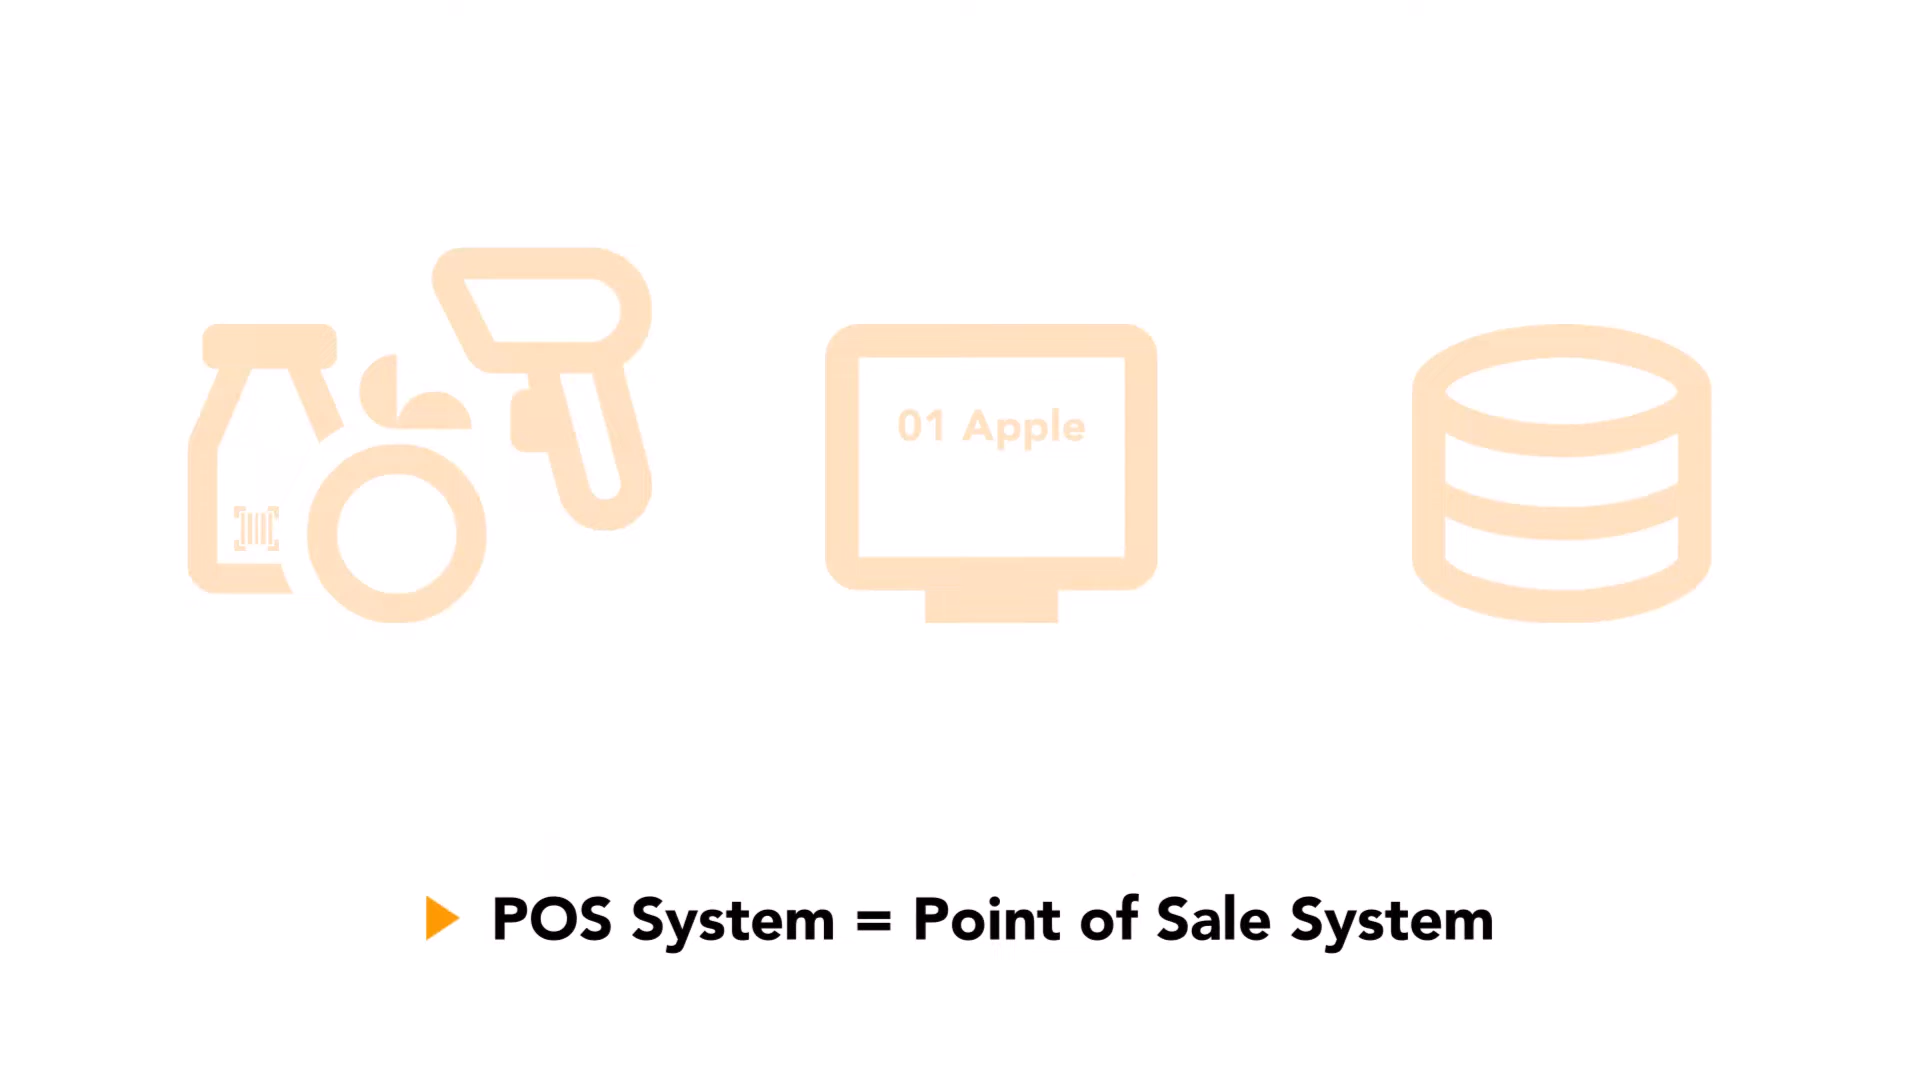 01 Apple
POS System = Point of Sale System